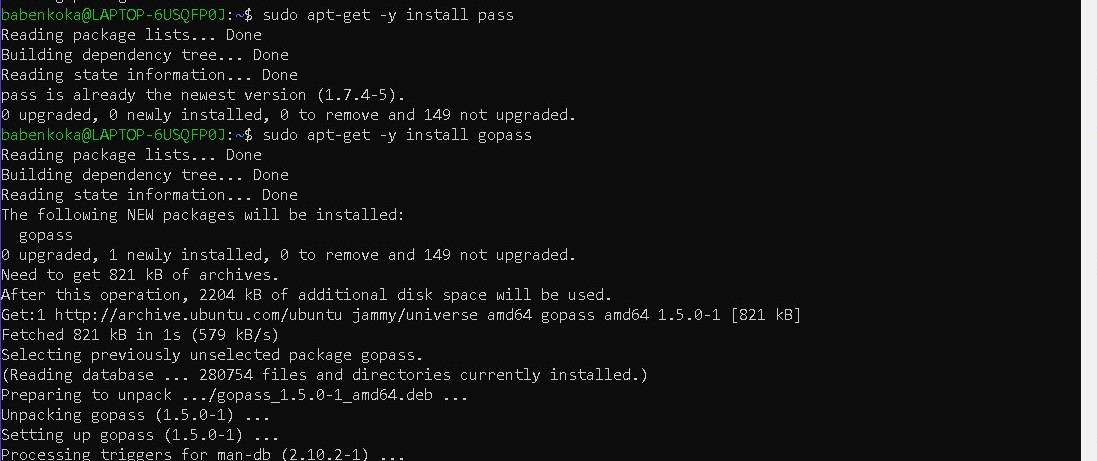 babenkoka@LAPTOP-6USQFP0J:~$ sudo apt-get -y install pass
Reading package lists... Done
Building dependency tree... Done
Reading state information... Done
pass is already the newest version (1.7.4-5).
0 upgraded, 0 newly installed, 0 to remove and 149 not upgraded.
babenkoka@LAPTOP-6USQFP0J:~$ sudo apt-get -y install gopass
Reading package lists... Done
Building dependency tree... Done
Reading state information... Done
The following NEW packages will be installed:
  gopass
0 upgraded, 1 newly installed, 0 to remove and 149 not upgraded.
Need to get 821 kB of archives.
After this operation, 2204 kB of additional disk space will be used.
Get:1 http://archive.ubuntu.com/ubuntu jammy/universe amd64 gopass amd64 1.5.0-1 [821 kB]
Fetched 821 kB in 1s (579 kB/s)
Selecting previously unselected package gopass.
(Reading database ... 280754 files and directories currently installed.)
Preparing to unpack .../gopass_1.5.0-1_amd64.deb ...
Unpacking gopass (1.5.0-1) ...
Setting up gopass (1.5.0-1) ...
Processing triggers for man-db (2.10.2-1) ...